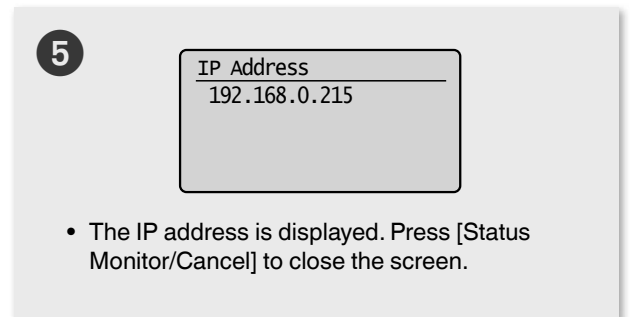 5
IP Address
192.168.0.215
• The IP address is displayed. Press [Status
Monitor/Cancel] to close the screen.